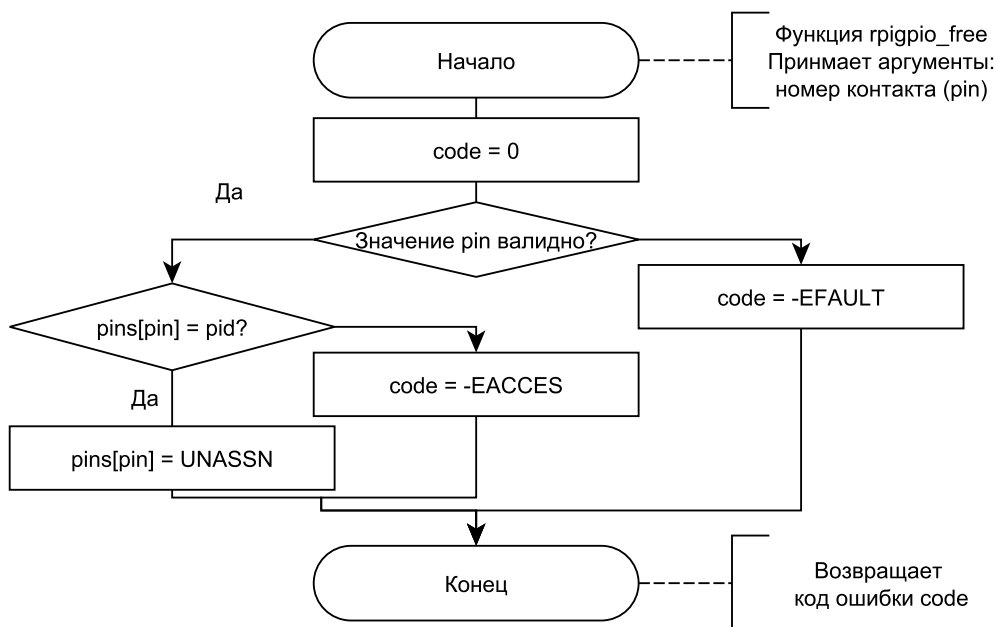 Начало
Функция rpigpio_free
Принмает аргументы:
номер контакта (pin)
code = 0
Да
Значение pin валидно?
code = -EFAULT
pins[pin] = pid?
code = -EACCES
Да
pins[pin] = UNASSN
Конец
Возвращает
код ошибки code